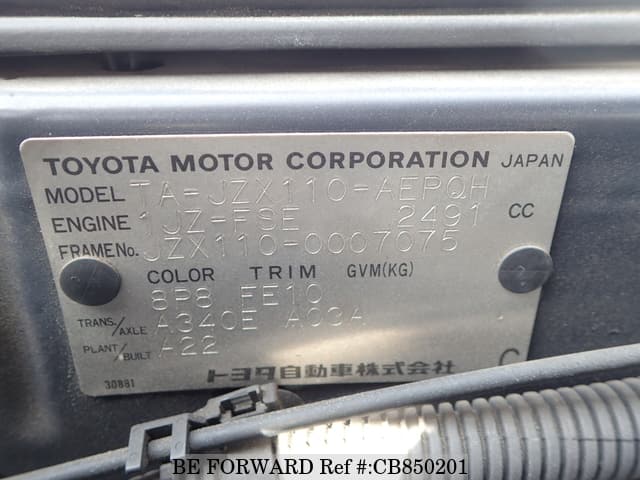 TOYOTA MOTOR CORPORATION JAPAN
MODEL TA-JZX110-AEPQH
ENGINE 1JZ-FSE 2491 CC
FRAME No. JZX110-0007075
COLOR TRIM GVM(KG)
8P8 FE10
TRANS./AXLE A340E A03A
PLANT/BUILT A22
トヨタ自動車株式会社
30881 C
BE FORWARD Ref #:CB850201